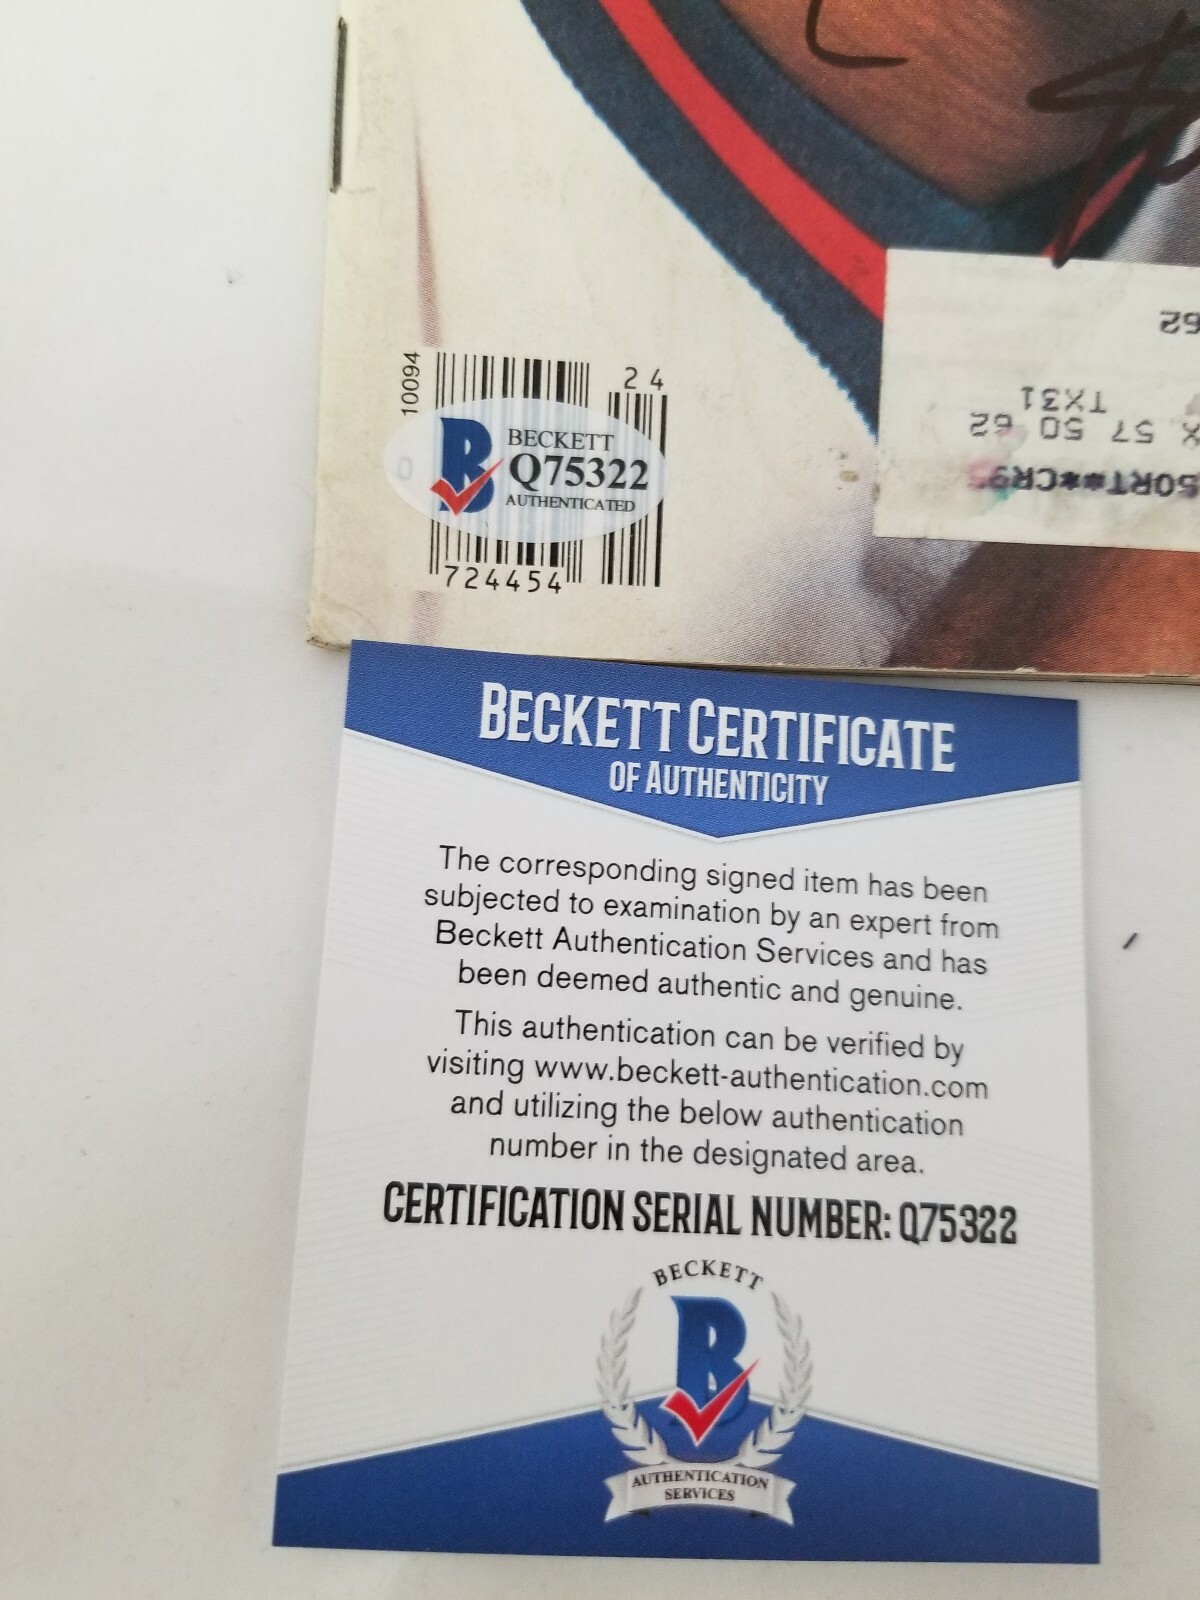 10094
24
0
BECKETT
Q75322
AUTHENTICATED
724454
62
TX31
X 57 50 62
SORT**CR95
BECKETT CERTIFICATE
OF AUTHENTICITY
The corresponding signed item has been
subjected to examination by an expert from
Beckett Authentication Services and has
been deemed authentic and genuine.
This authentication can be verified by
visiting www.beckett-authentication.com
and utilizing the below authentication
number in the designated area.
CERTIFICATION SERIAL NUMBER: Q75322
BECKETT
B
AUTHENTICATION
SERVICES